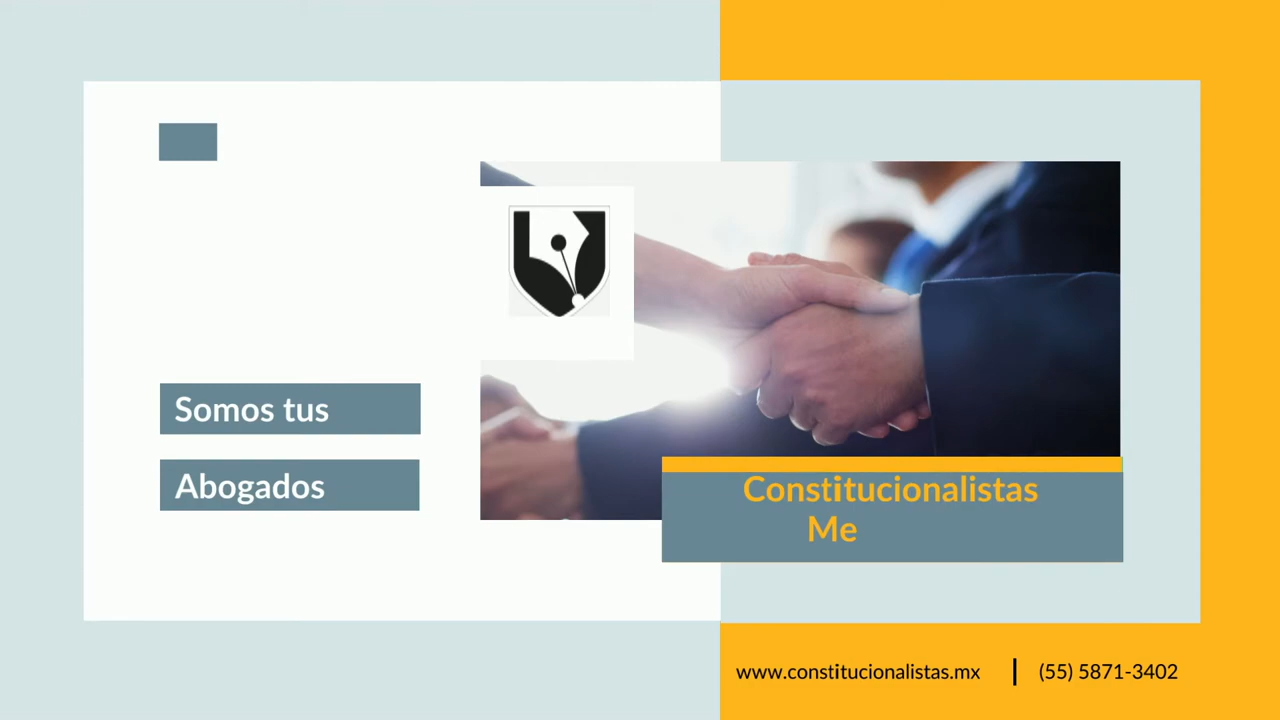 Somos tus
Abogados
Constitucionalistas
Me
www.constitucionalistas.mx | (55) 5871-3402